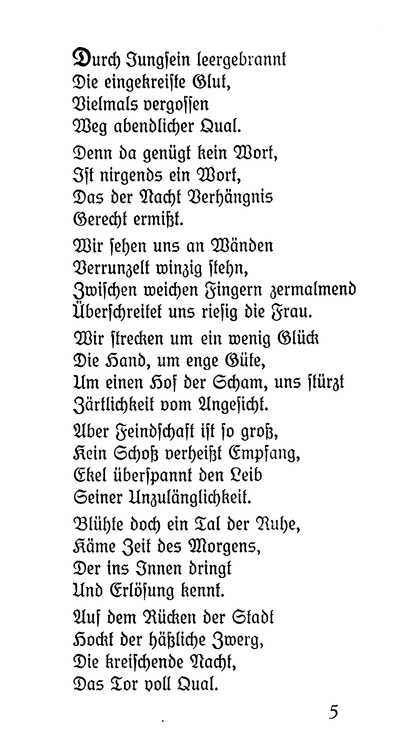 Durch Jungsein leergebrannt
Die eingekreiste Glut,
Vielmals vergossen
Weg abendlicher Qual.
Denn da genügt kein Wort,
Ist nirgends ein Wort,
Das der Nacht Verhängnis
Gerecht ermißt.
Wir sehen uns an Wänden
Verrunzelt winzig stehn,
Zwischen weichen Fingern zermalmend
Überschreitet uns riesig die Frau.
Wir strecken um ein wenig Glück
Die Hand, um enge Güte,
Um einen Hof der Scham, uns stürzt
Zärtlichkeit vom Angesicht.
Aber Feindschaft ist so groß,
Kein Schoß verheißt Empfang,
Ekel überspannt den Leib
Seiner Unzulänglichkeit.
Blühte doch ein Tal der Ruhe,
Käme Zeit des Morgens,
Der ins Innen dringt
Und Erlösung kennt.
Auf dem Rücken der Stadt
Hockt der häßliche Zwerg,
Die kreischende Nacht,
Das Tor voll Qual.
5